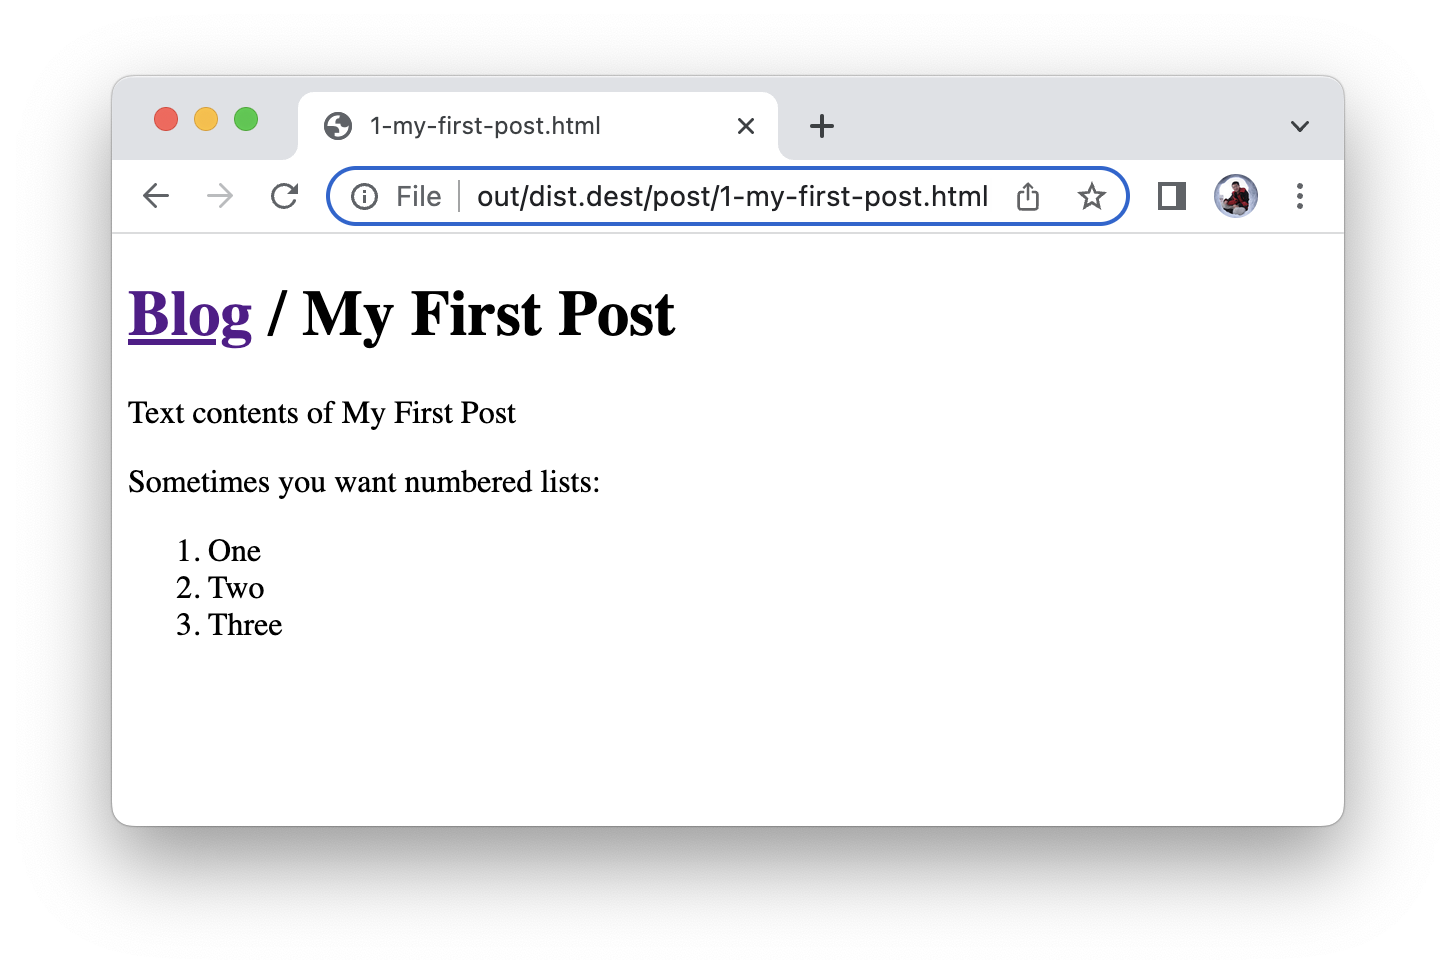 1-my-first-post.html
File out/dist.dest/post/1-my-first-post.html
Blog / My First Post
Text contents of My First Post
Sometimes you want numbered lists:
1. One
2. Two
3. Three